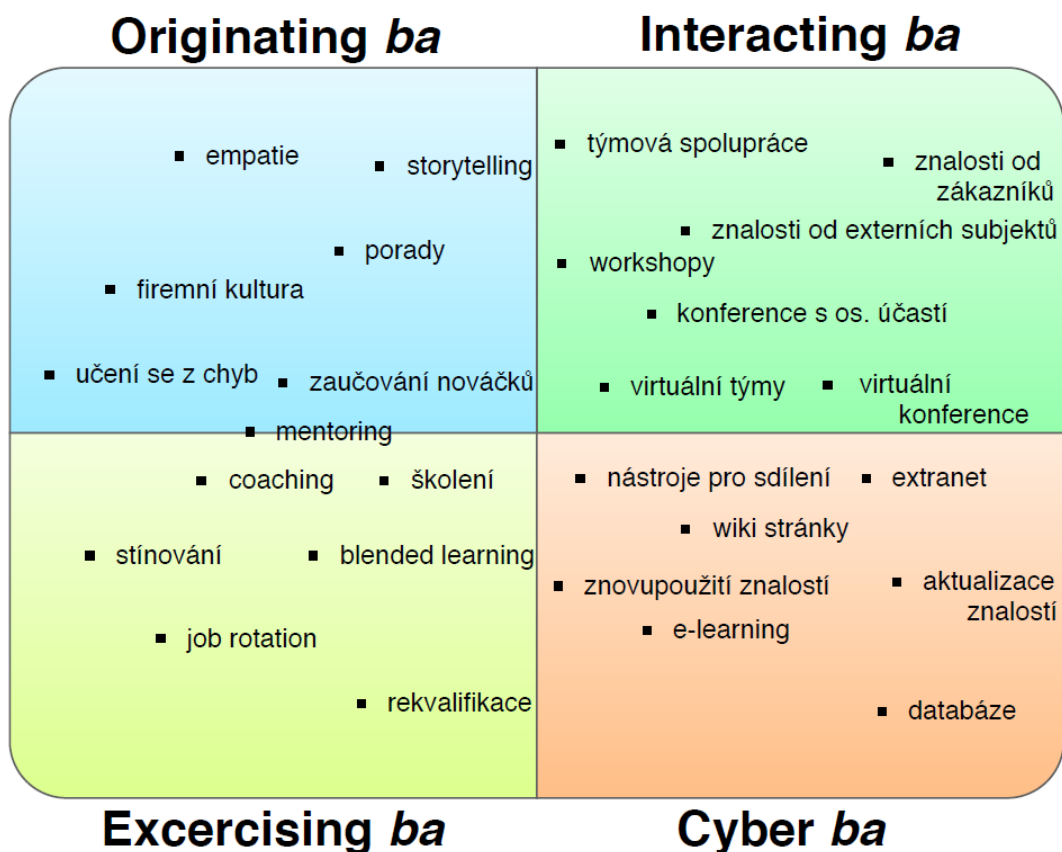 Originating ba
Interacting ba
▪ empatie
▪ storytelling
▪ porady
▪ firemní kultura
▪ učení se z chyb
▪ zaučování nováčků
▪ mentoring
▪ týmová spolupráce
▪ znalosti od
zákazníků
▪ znalosti od externích subjektů
▪ workshopy
▪ konference s os. účastí
▪ virtuální týmy
▪ virtuální
konference
▪ coaching
▪ školení
▪ stínování
▪ blended learning
▪ job rotation
▪ rekvalifikace
▪ nástroje pro sdílení
▪ extranet
▪ wiki stránky
▪ znovupoužití znalostí
▪ aktualizace
znalostí
▪ e-learning
▪ databáze
Excercising ba
Cyber ba